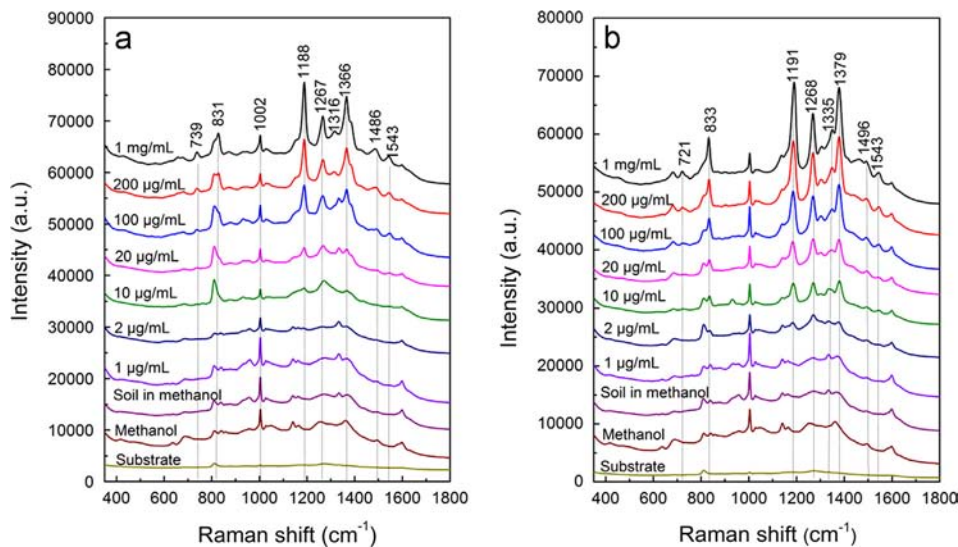 a
90000
80000
70000
60000
50000
40000
30000
20000
10000
0
Intensity (a.u.)
739
831
1002
1188
1267
1316
1366
1486
1543
1 mg/mL
200 µg/mL
100 µg/mL
20 µg/mL
10 µg/mL
2 µg/mL
1 µg/mL
Soil in methanol
Methanol
Substrate
400 600 800 1000 1200 1400 1600 1800
Raman shift (cm⁻¹)
b
80000
70000
60000
50000
40000
30000
20000
10000
0
Intensity (a.u.)
721
833
1191
1268
1335
1379
1496
1543
1 mg/mL
200 µg/mL
100 µg/mL
20 µg/mL
10 µg/mL
2 µg/mL
1 µg/mL
Soil in methanol
Methanol
Substrate
400 600 800 1000 1200 1400 1600 1800
Raman shift (cm⁻¹)